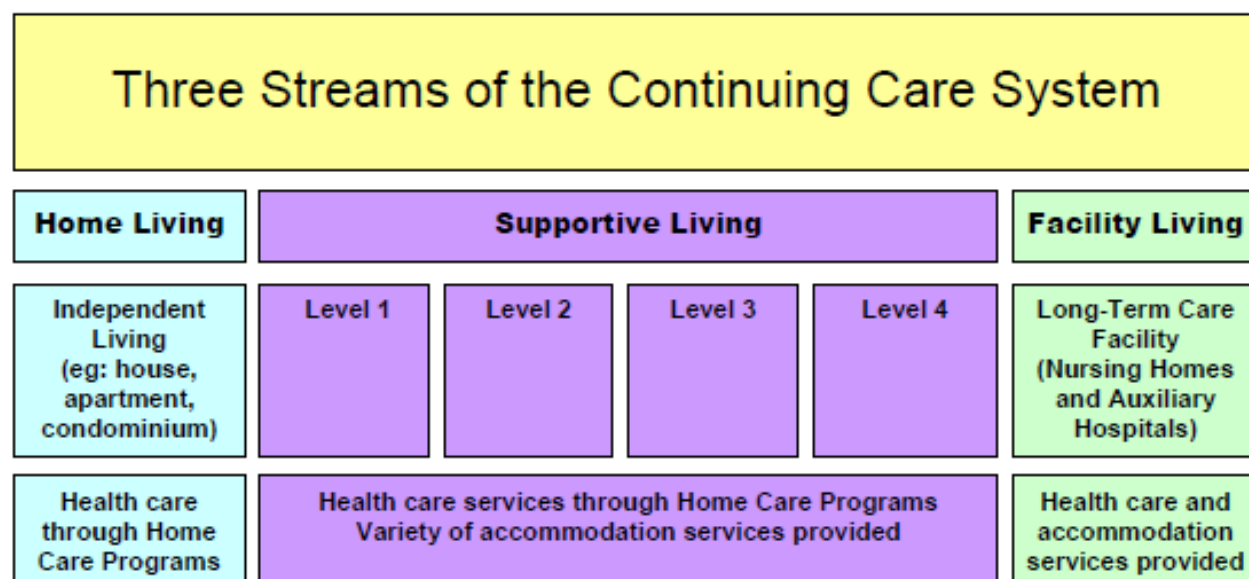 Three Streams of the Continuing Care System
Home Living
Supportive Living
Facility Living
Independent
Living
(eg: house,
apartment,
condominium)
Level 1
Level 2
Level 3
Level 4
Long-Term Care
Facility
(Nursing Homes
and Auxiliary
Hospitals)
Health care
through Home
Care Programs
Health care services through Home Care Programs
Variety of accommodation services provided
Health care and
accommodation
services provided